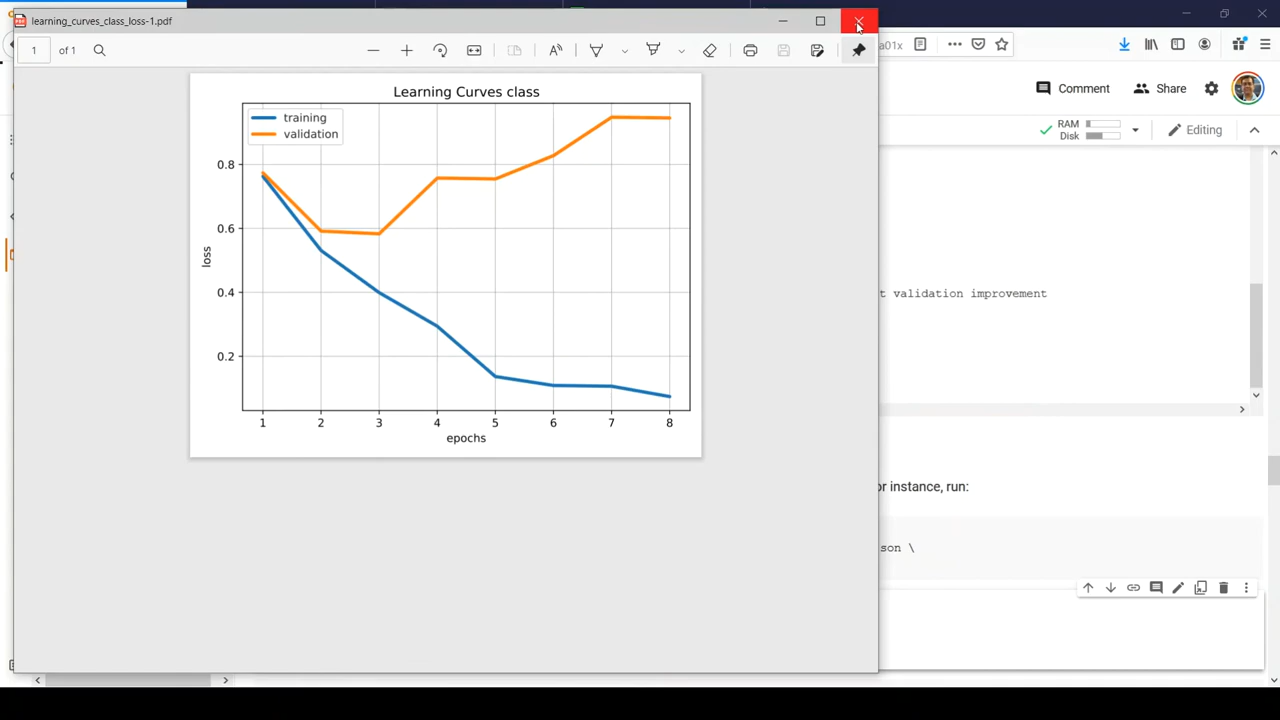 learning_curves_class_loss-1.pdf
1 of 1
a01x
Learning Curves class
training
validation
0.8
0.6
0.4
0.2
loss
1 2 3 4 5 6 7 8
epochs
Comment
Share
RAM
Disk
Editing
t validation improvement
or instance, run:
son \